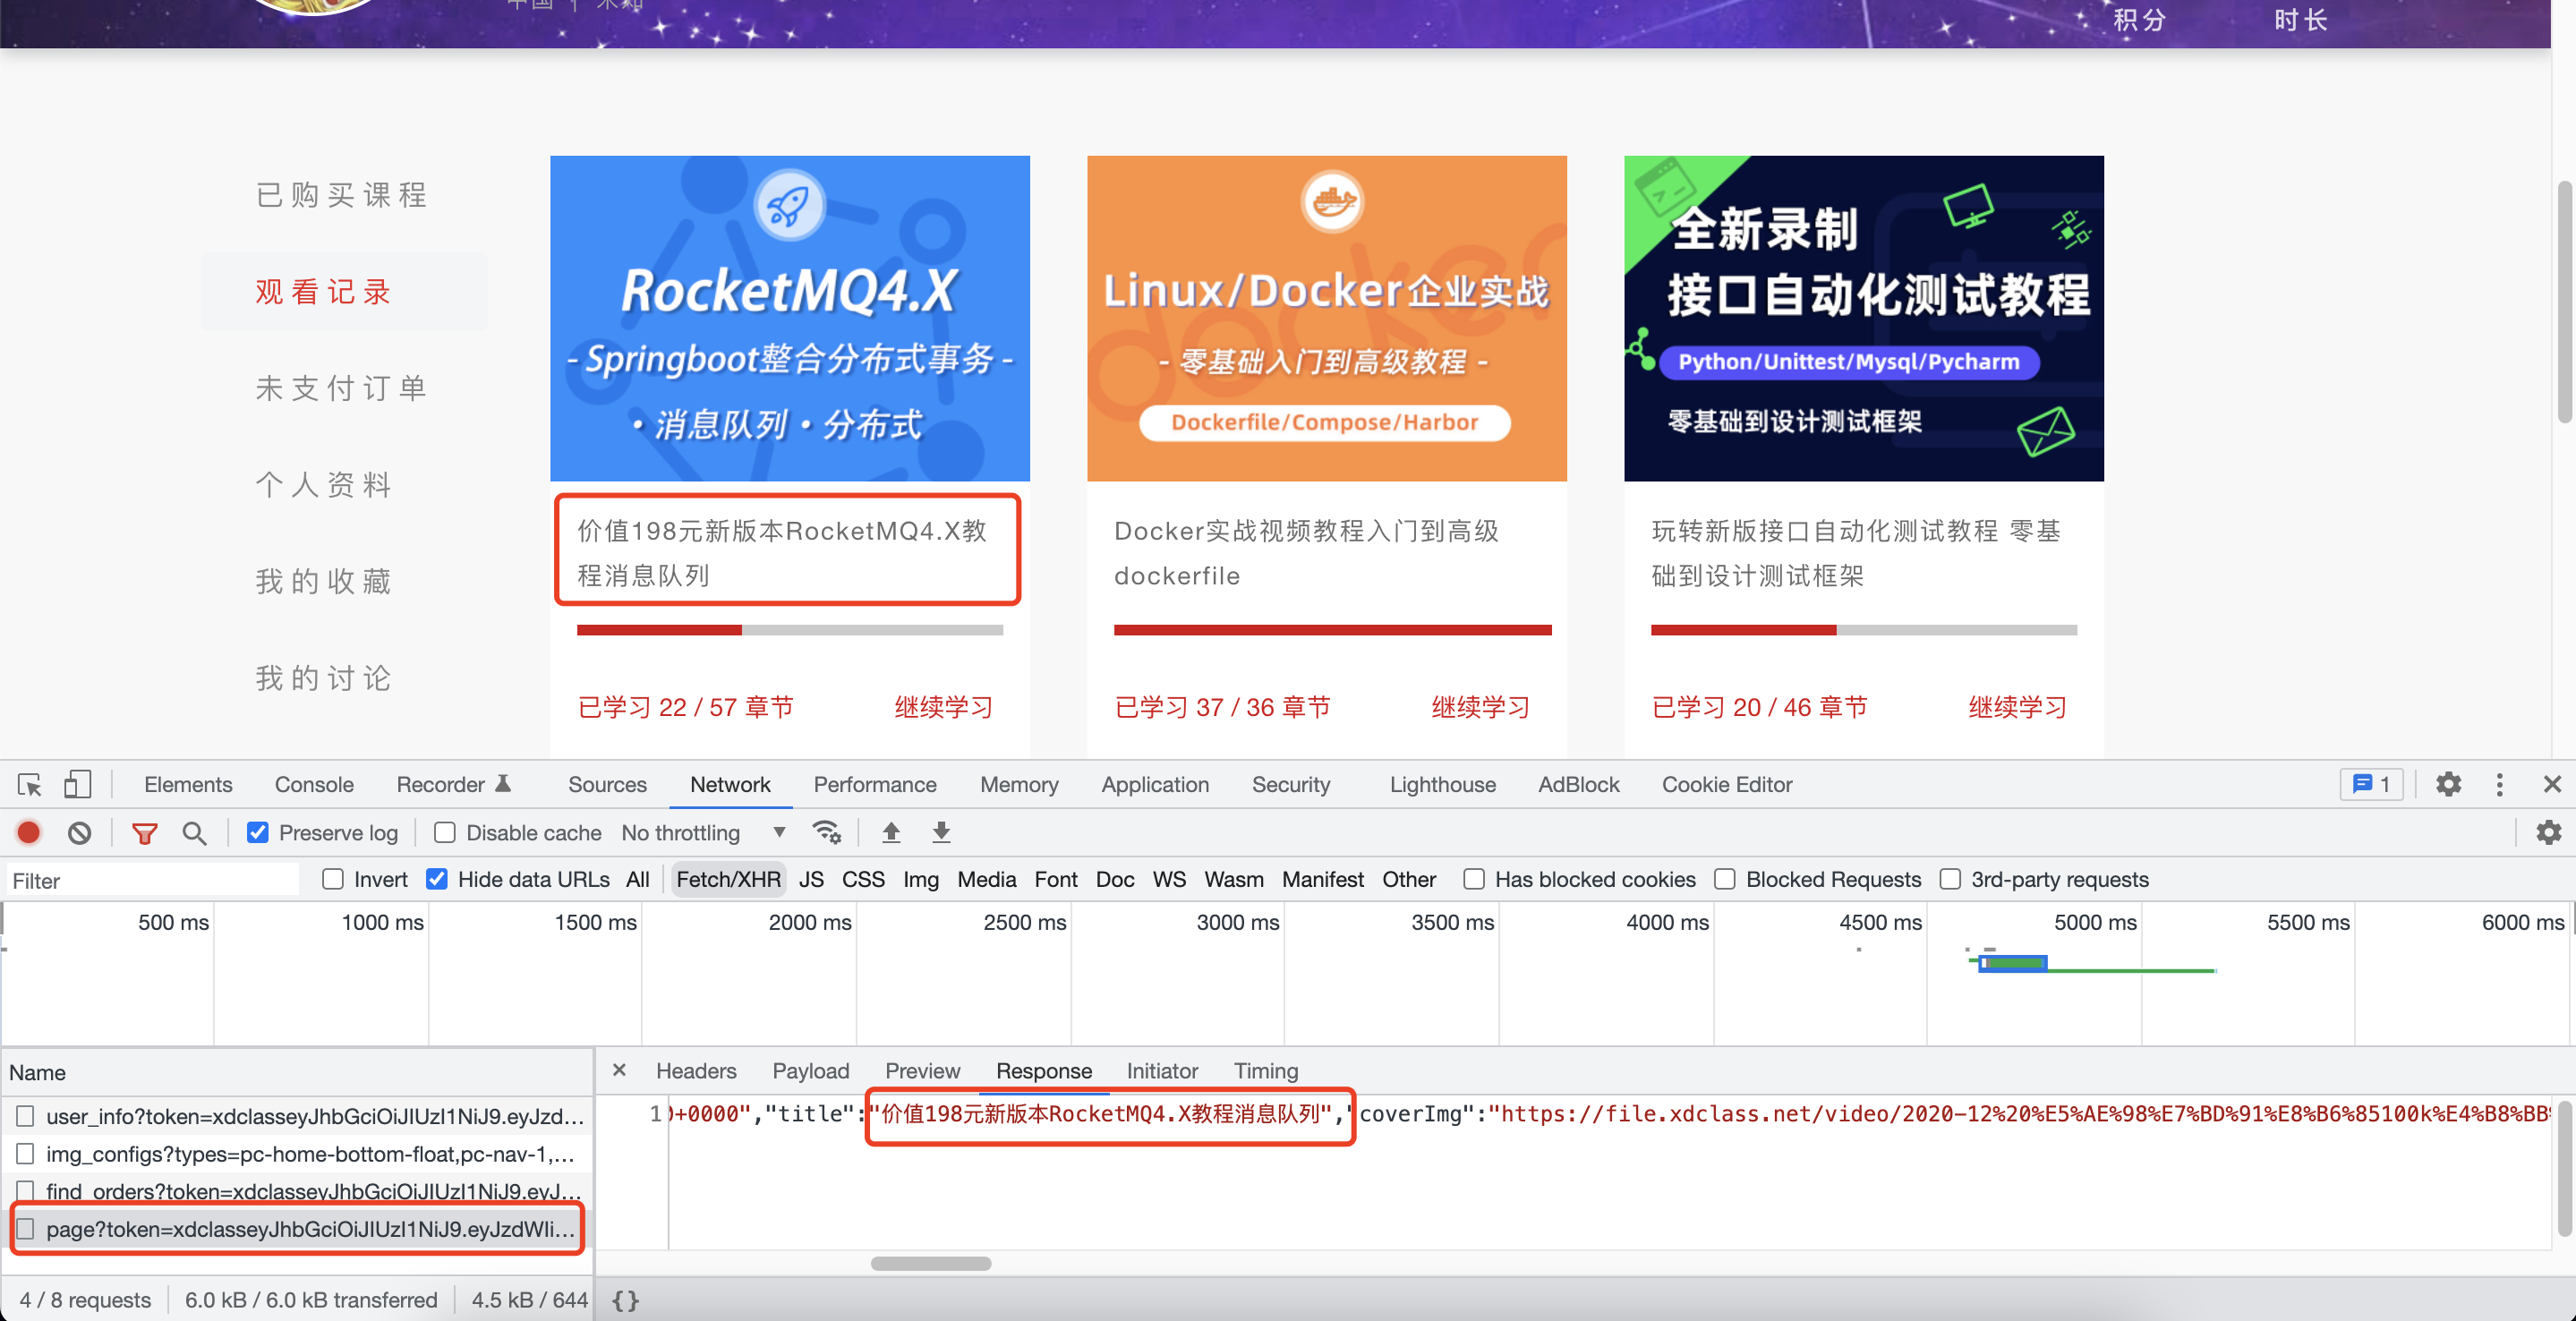 积分 时长
已购买课程
观看记录
未支付订单
个人资料
我的收藏
我的讨论
RocketMQ4.X
- Springboot整合分布式事务 -
• 消息队列 • 分布式
价值198元新版本RocketMQ4.X教
程消息队列
已学习 22 / 57 章节 继续学习
Linux/Docker企业实战
- 零基础入门到高级教程 -
Dockerfile/Compose/Harbor
Docker实战视频教程入门到高级
dockerfile
已学习 37 / 36 章节 继续学习
全新录制
接口自动化测试教程
Python/Unittest/Mysql/Pycharm
零基础到设计测试框架
玩转新版接口自动化测试教程 零基
础到设计测试框架
已学习 20 / 46 章节 继续学习
Elements Console Recorder Sources Network Performance Memory Application Security Lighthouse AdBlock Cookie Editor 1
Preserve log Disable cache No throttling
Filter Invert Hide data URLs All Fetch/XHR JS CSS Img Media Font Doc WS Wasm Manifest Other Has blocked cookies Blocked Requests 3rd-party requests
500 ms 1000 ms 1500 ms 2000 ms 2500 ms 3000 ms 3500 ms 4000 ms 4500 ms 5000 ms 5500 ms 6000 ms
Name
user_info?token=xdclasseyJhbGciOiJIUzI1NiJ9.eyJzd...
img_configs?types=pc-home-bottom-float,pc-nav-1,...
find_orders?token=xdclasseyJhbGciOiJIUzI1NiJ9.eyJ...
page?token=xdclasseyJhbGciOiJIUzI1NiJ9.eyJzdWIi...
4 / 8 requests 6.0 kB / 6.0 kB transferred 4.5 kB / 644
Headers Payload Preview Response Initiator Timing
1 )+0000","title":"价值198元新版本RocketMQ4.X教程消息队列","coverImg":"https://file.xdclass.net/video/2020-12%20%E5%AE%98%E7%BD%91%E8%B6%85100k%E4%B8%BB%
{}